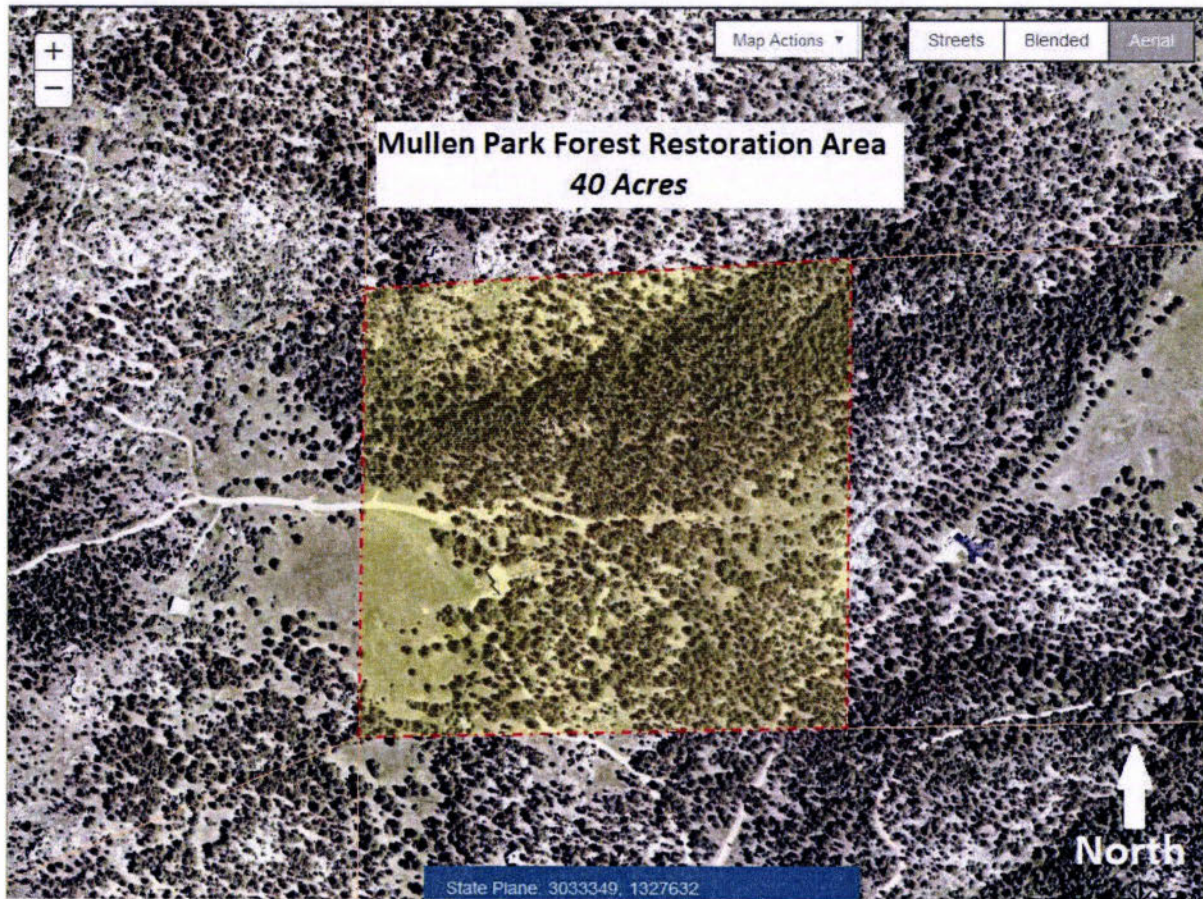 +
−
Map Actions ▼
Streets Blended Aerial
Mullen Park Forest Restoration Area
40 Acres
North
State Plane: 3033349, 1327632